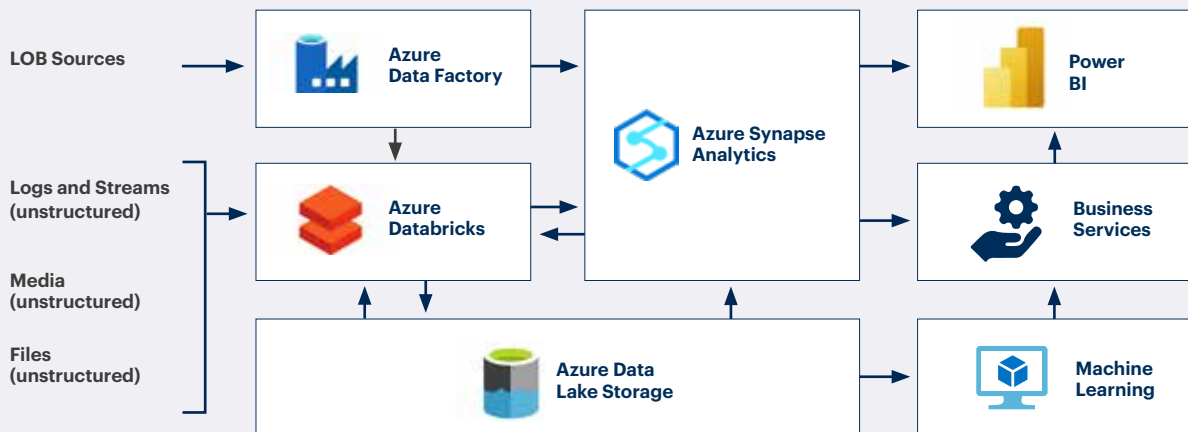 LOB Sources
Azure
Data Factory
Azure Synapse
Analytics
Power
BI
Logs and Streams
(unstructured)
Azure
Databricks
Business
Services
Media
(unstructured)
Files
(unstructured)
Azure Data
Lake Storage
Machine
Learning